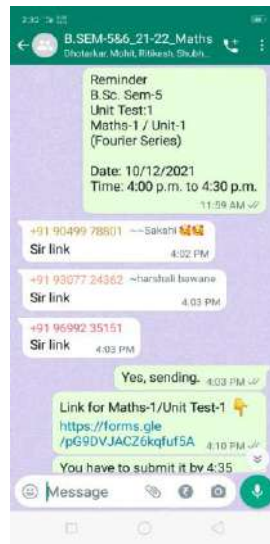 2:32
B.SEM-5&6_21-22_Maths
Dhotarkar, Mohit, Ritikesh, Shubh...
Reminder
B.Sc. Sem-5
Unit Test:1
Maths-1 / Unit-1
(Fourier Series)
Date: 10/12/2021
Time: 4:00 p.m. to 4:30 p.m.
11:59 AM
+91 90499 78801 ~~Sakshi
Sir link
4:02 PM
+91 93077 24362 ~harshali bawane
Sir link
4:03 PM
+91 96992 35151
Sir link 4:03 PM
Yes, sending. 4:03 PM
Link for Maths-1/Unit Test-1
https://forms.gle
/pG9DVJACZ6kqfuf5A 4:10 PM
You have to submit it by 4:35
Message